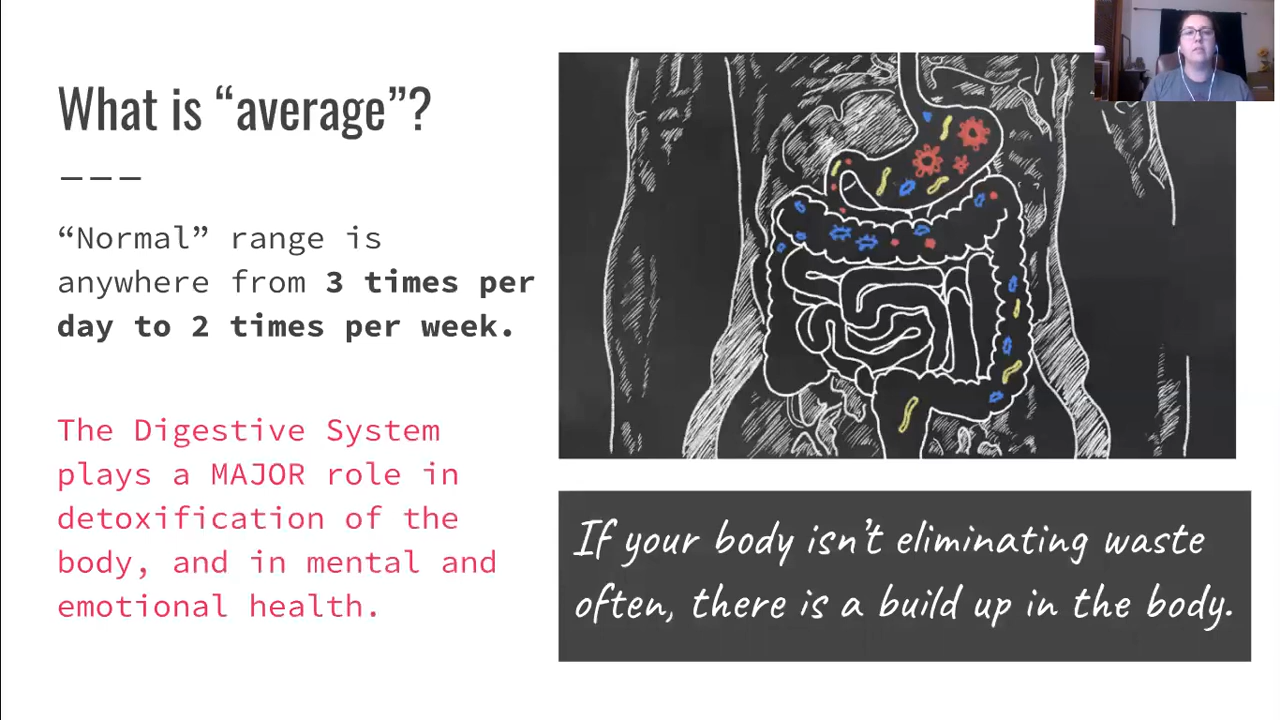 What is “average”?
“Normal” range is
anywhere from 3 times per
day to 2 times per week.
The Digestive System
plays a MAJOR role in
detoxification of the
body, and in mental and
emotional health.
If your body isn’t eliminating waste
often, there is a build up in the body.